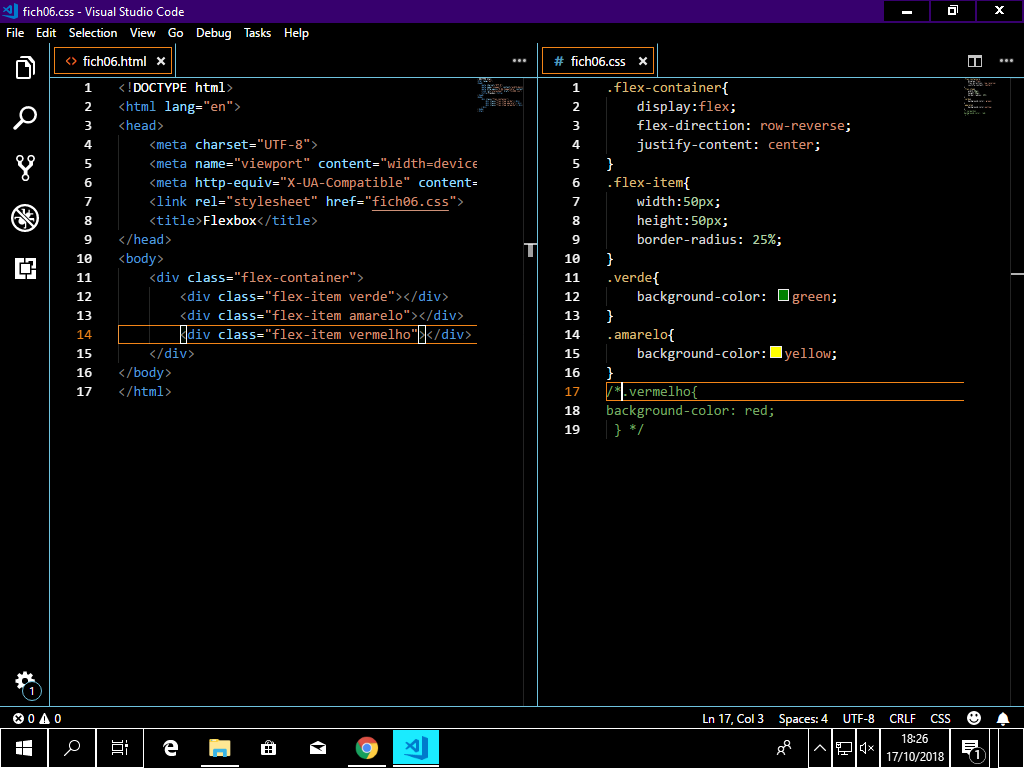 fich06.css - Visual Studio Code
File Edit Selection View Go Debug Tasks Help
fich06.html
1 <!DOCTYPE html>
2 <html lang="en">
3 <head>
4 <meta charset="UTF-8">
5 <meta name="viewport" content="width=device
6 <meta http-equiv="X-UA-Compatible" content=
7 <link rel="stylesheet" href="fich06.css">
8 <title>Flexbox</title>
9 </head>
10 <body>
11 <div class="flex-container">
12 <div class="flex-item verde"></div>
13 <div class="flex-item amarelo"></div>
14 <div class="flex-item vermelho"></div>
15 </div>
16 </body>
17 </html>
# fich06.css
1 .flex-container{
2 display:flex;
3 flex-direction: row-reverse;
4 justify-content: center;
5 }
6 .flex-item{
7 width:50px;
8 height:50px;
9 border-radius: 25%;
10 }
11 .verde{
12 background-color: green;
13 }
14 .amarelo{
15 background-color:yellow;
16 }
17 /*.vermelho{
18 background-color: red;
19 } */
1
0 0
Ln 17, Col 3 Spaces: 4 UTF-8 CRLF CSS
18:26
17/10/2018
1